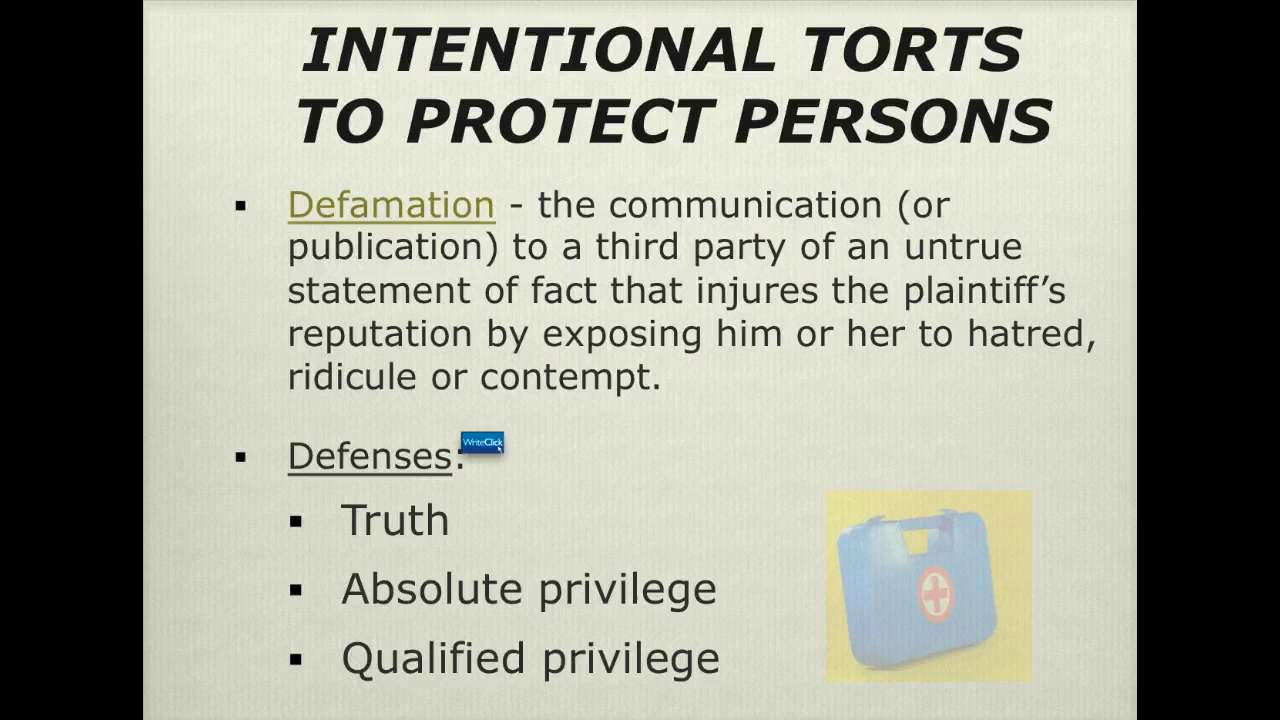 INTENTIONAL TORTS
TO PROTECT PERSONS
▪ Defamation - the communication (or
publication) to a third party of an untrue
statement of fact that injures the plaintiff’s
reputation by exposing him or her to hatred,
ridicule or contempt.
▪ Defenses:
WriteClick
▪ Truth
▪ Absolute privilege
▪ Qualified privilege